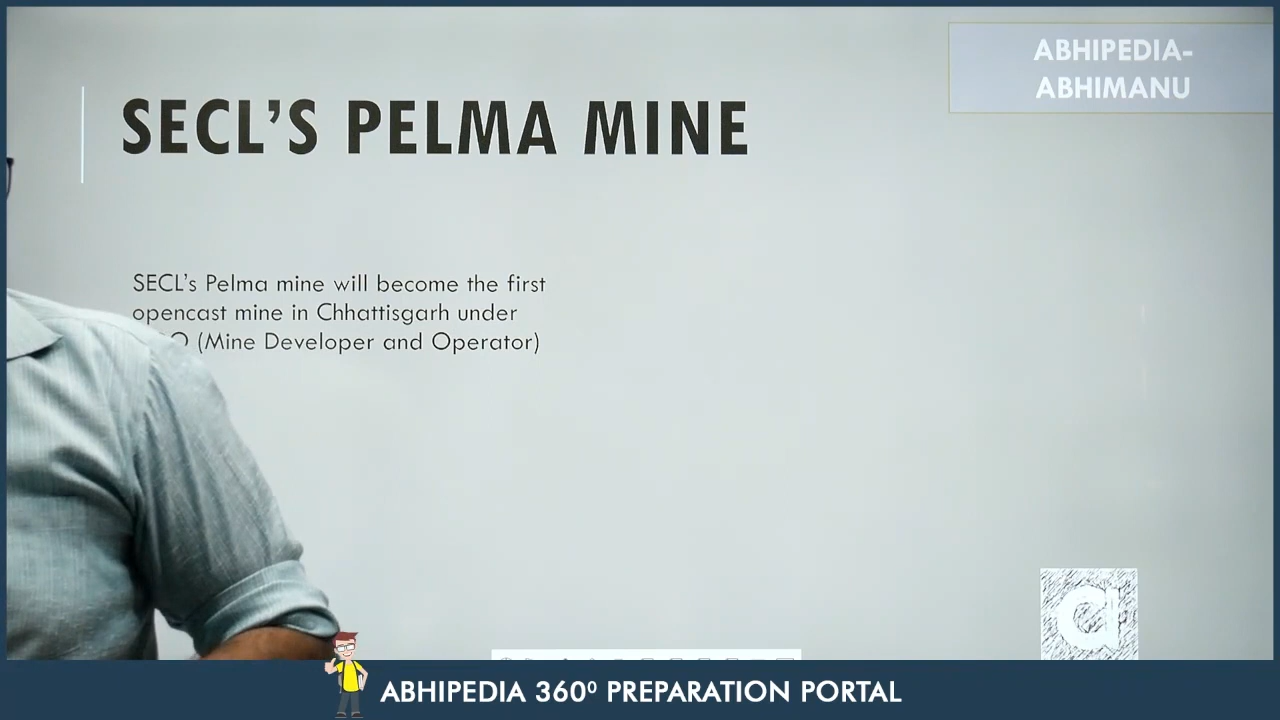 ABHIPEDIA-
ABHIMANU
SECL'S PELMA MINE
SECL's Pelma mine will become the first
opencast mine in Chhattisgarh under
(Mine Developer and Operator)
ABHIPEDIA 360⁰ PREPARATION PORTAL